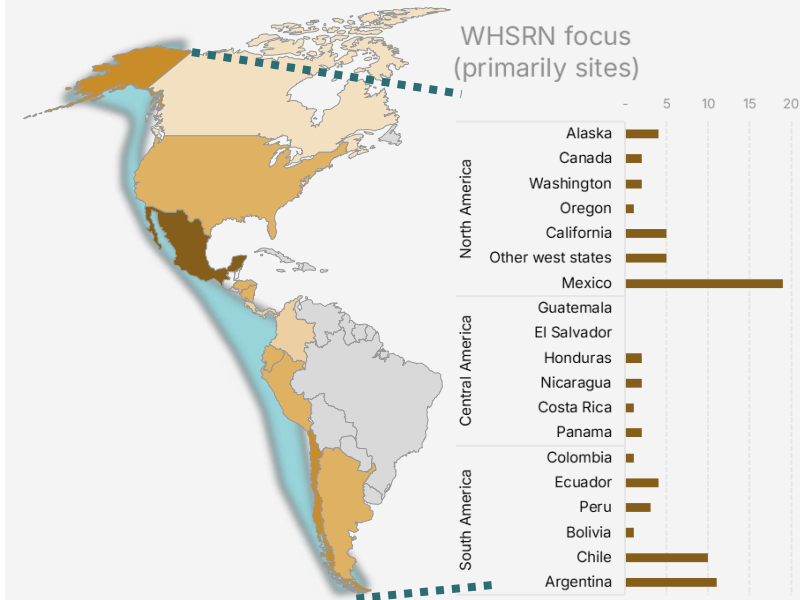 WHSRN focus
(primarily sites)
- 5 10 15 20
North America
Alaska
Canada
Washington
Oregon
California
Other west states
Mexico
Central America
Guatemala
El Salvador
Honduras
Nicaragua
Costa Rica
Panama
South America
Colombia
Ecuador
Peru
Bolivia
Chile
Argentina